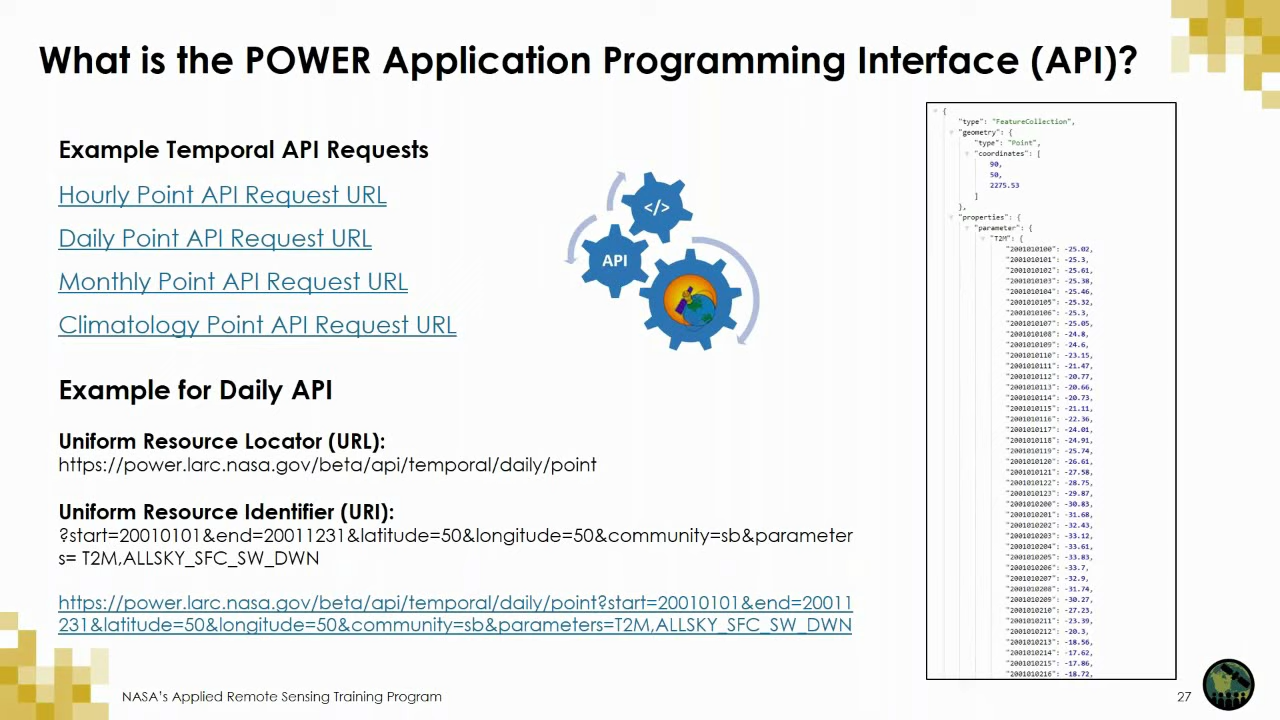 What is the POWER Application Programming Interface (API)?
Example Temporal API Requests
Hourly Point API Request URL
Daily Point API Request URL
Monthly Point API Request URL
Climatology Point API Request URL
</>
API
Example for Daily API
Uniform Resource Locator (URL):
https://power.larc.nasa.gov/beta/api/temporal/daily/point
Uniform Resource Identifier (URI):
?start=20010101&end=20011231&latitude=50&longitude=50&community=sb&parameter
s= T2M,ALLSKY_SFC_SW_DWN
https://power.larc.nasa.gov/beta/api/temporal/daily/point?start=20010101&end=20011
231&latitude=50&longitude=50&community=sb&parameters=T2M,ALLSKY_SFC_SW_DWN
{
"type": "FeatureCollection",
"geometry": {
"type": "Point",
"coordinates": [
90,
50,
2275.53
]
},
"properties": {
"parameter": {
"T2M": {
"2001010100": -25.02,
"2001010101": -25.3,
"2001010102": -25.61,
"2001010103": -25.38,
"2001010104": -25.46,
"2001010105": -25.32,
"2001010106": -25.3,
"2001010107": -25.05,
"2001010108": -24.8,
"2001010109": -24.6,
"2001010110": -23.15,
"2001010111": -21.47,
"2001010112": -20.77,
"2001010113": -20.66,
"2001010114": -20.73,
"2001010115": -21.11,
"2001010116": -22.36,
"2001010117": -24.01,
"2001010118": -24.91,
"2001010119": -25.74,
"2001010120": -26.61,
"2001010121": -27.58,
"2001010122": -28.75,
"2001010123": -29.87,
"2001010200": -30.83,
"2001010201": -31.68,
"2001010202": -32.43,
"2001010203": -33.12,
"2001010204": -33.61,
"2001010205": -33.83,
"2001010206": -33.7,
"2001010207": -32.9,
"2001010208": -31.74,
"2001010209": -30.27,
"2001010210": -27.23,
"2001010211": -23.39,
"2001010212": -20.3,
"2001010213": -18.56,
"2001010214": -17.62,
"2001010215": -17.86,
"2001010216": -18.72,
NASA's Applied Remote Sensing Training Program
27